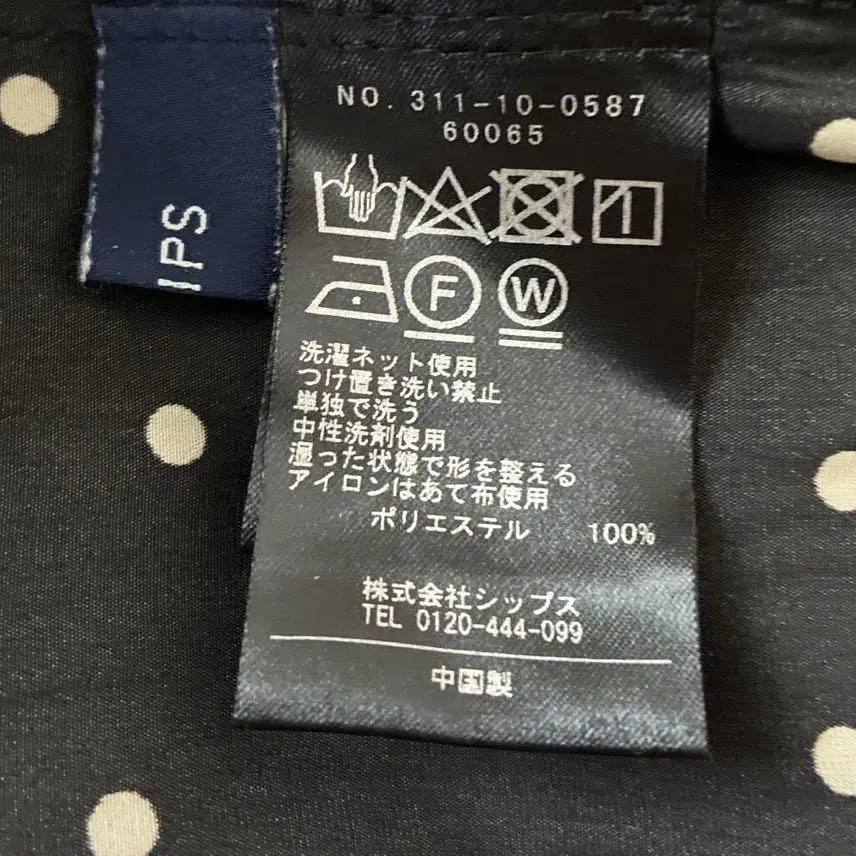 NO. 311-10-0587
60065
F W
洗濯ネット使用
つけ置き洗い禁止
単独で洗う
中性洗剤使用
湿った状態で形を整える
アイロンはあて布使用
ポリエステル 100%
株式会社シップス
TEL 0120-444-099
中国製
IPS